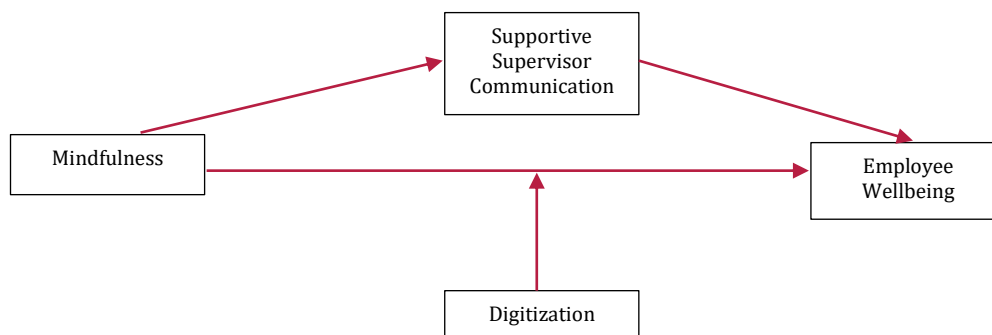 Supportive
Supervisor
Communication
Mindfulness
Employee
Wellbeing
Digitization